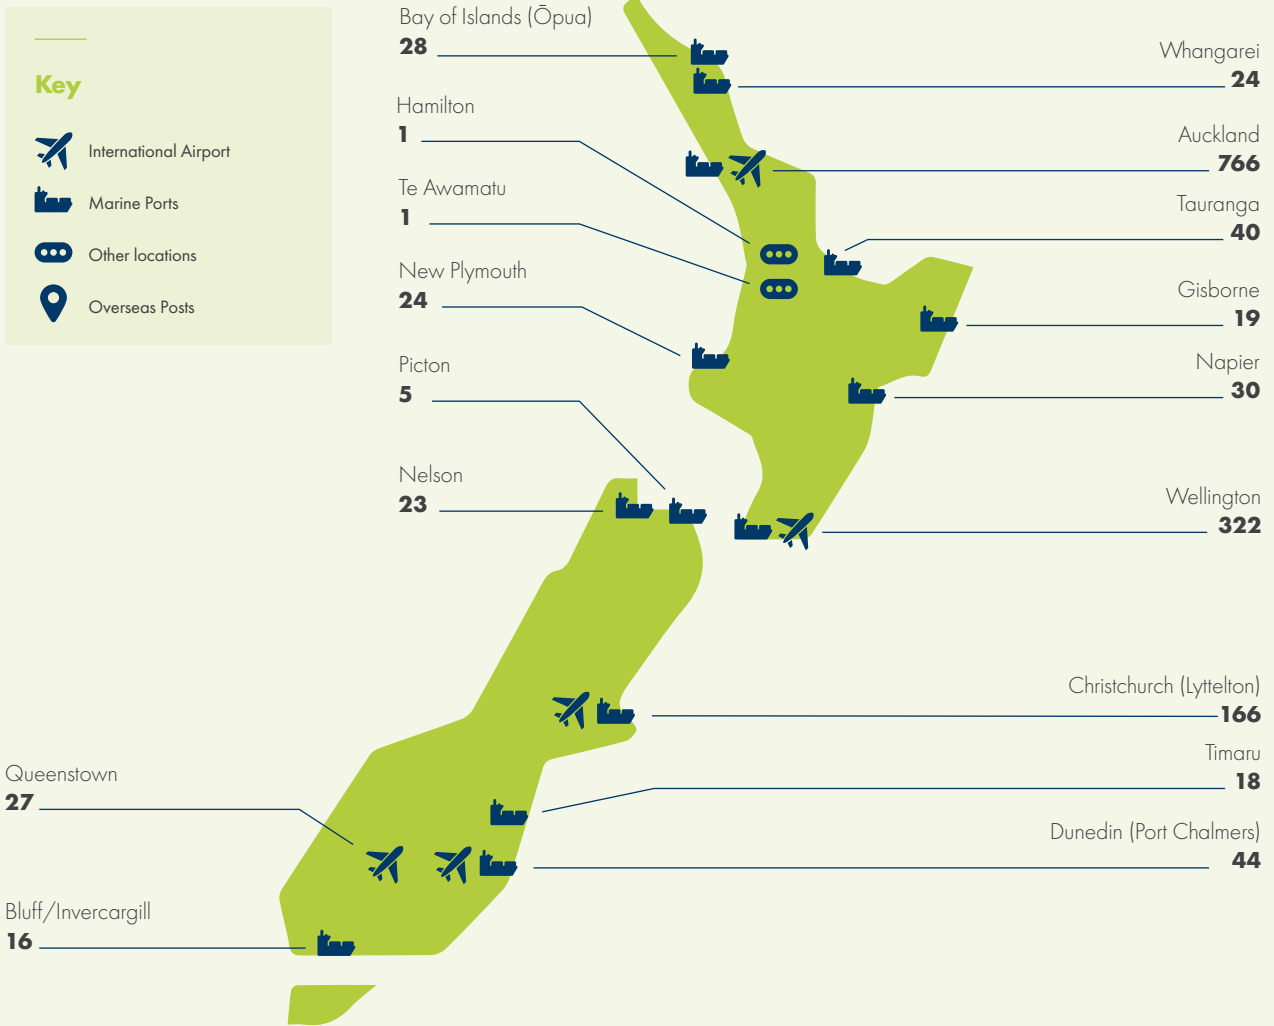 Key
International Airport
Marine Ports
Other locations
Overseas Posts
Bay of Islands (Ōpua)
28
Hamilton
1
Te Awamatu
1
New Plymouth
24
Picton
5
Nelson
23
Whangarei
24
Auckland
766
Tauranga
40
Gisborne
19
Napier
30
Wellington
322
Christchurch (Lyttelton)
166
Timaru
18
Dunedin (Port Chalmers)
44
Queenstown
27
Bluff/Invercargill
16